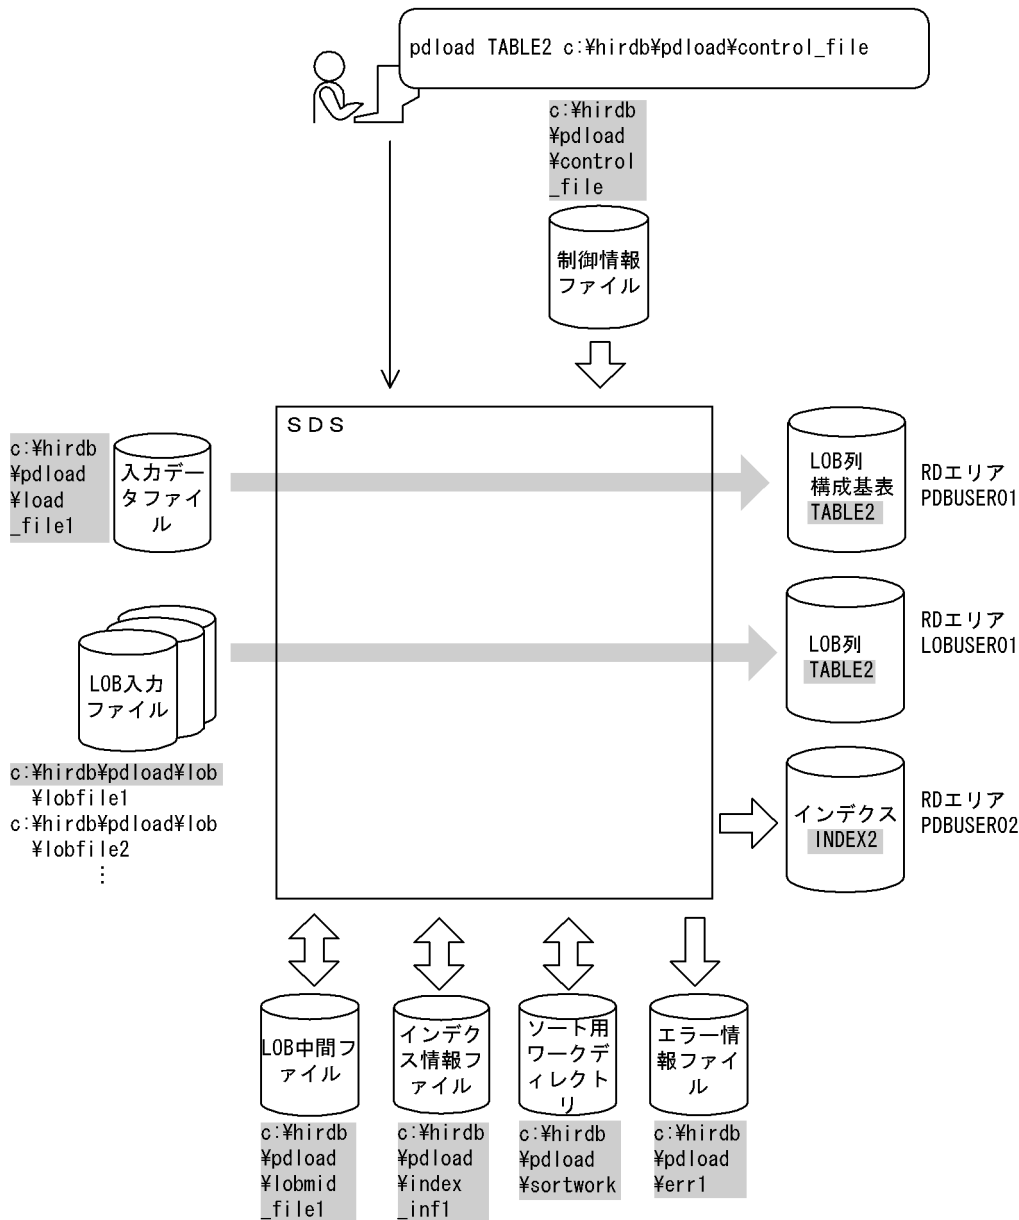 pdload TABLE2 c:¥hirdb¥pdload¥control_file
c:¥hirdb
¥pdload
¥control
_file
制御情報
ファイル
ＳＤＳ
c:¥hirdb
¥pdload
¥load
_file1
入力デー
タファイ
ル
LOB列
構成基表
TABLE2
RDエリア
PDBUSER01
LOB入力
ファイル
c:¥hirdb¥pdload¥lob
¥lobfile1
c:¥hirdb¥pdload¥lob
¥lobfile2
⋮
LOB列
TABLE2
RDエリア
LOBUSER01
インデクス
INDEX2
RDエリア
PDBUSER02
LOB中間フ
ァイル
c:¥hirdb
¥pdload
¥lobmid
_file1
インデク
ス情報フ
ァイル
c:¥hirdb
¥pdload
¥index
_inf1
ソート用
ワークデ
ィレクト
リ
c:¥hirdb
¥pdload
¥sortwork
エラー情
報ファイ
ル
c:¥hirdb
¥pdload
¥err1